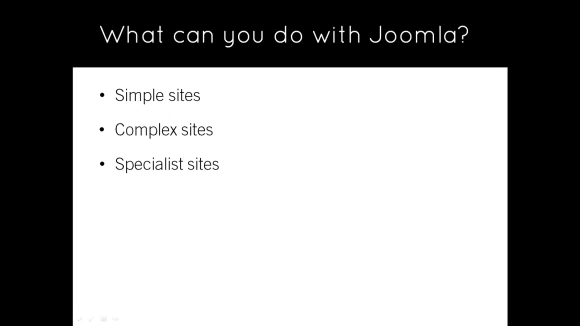 What can you do with Joomla?
• Simple sites
• Complex sites
• Specialist sites